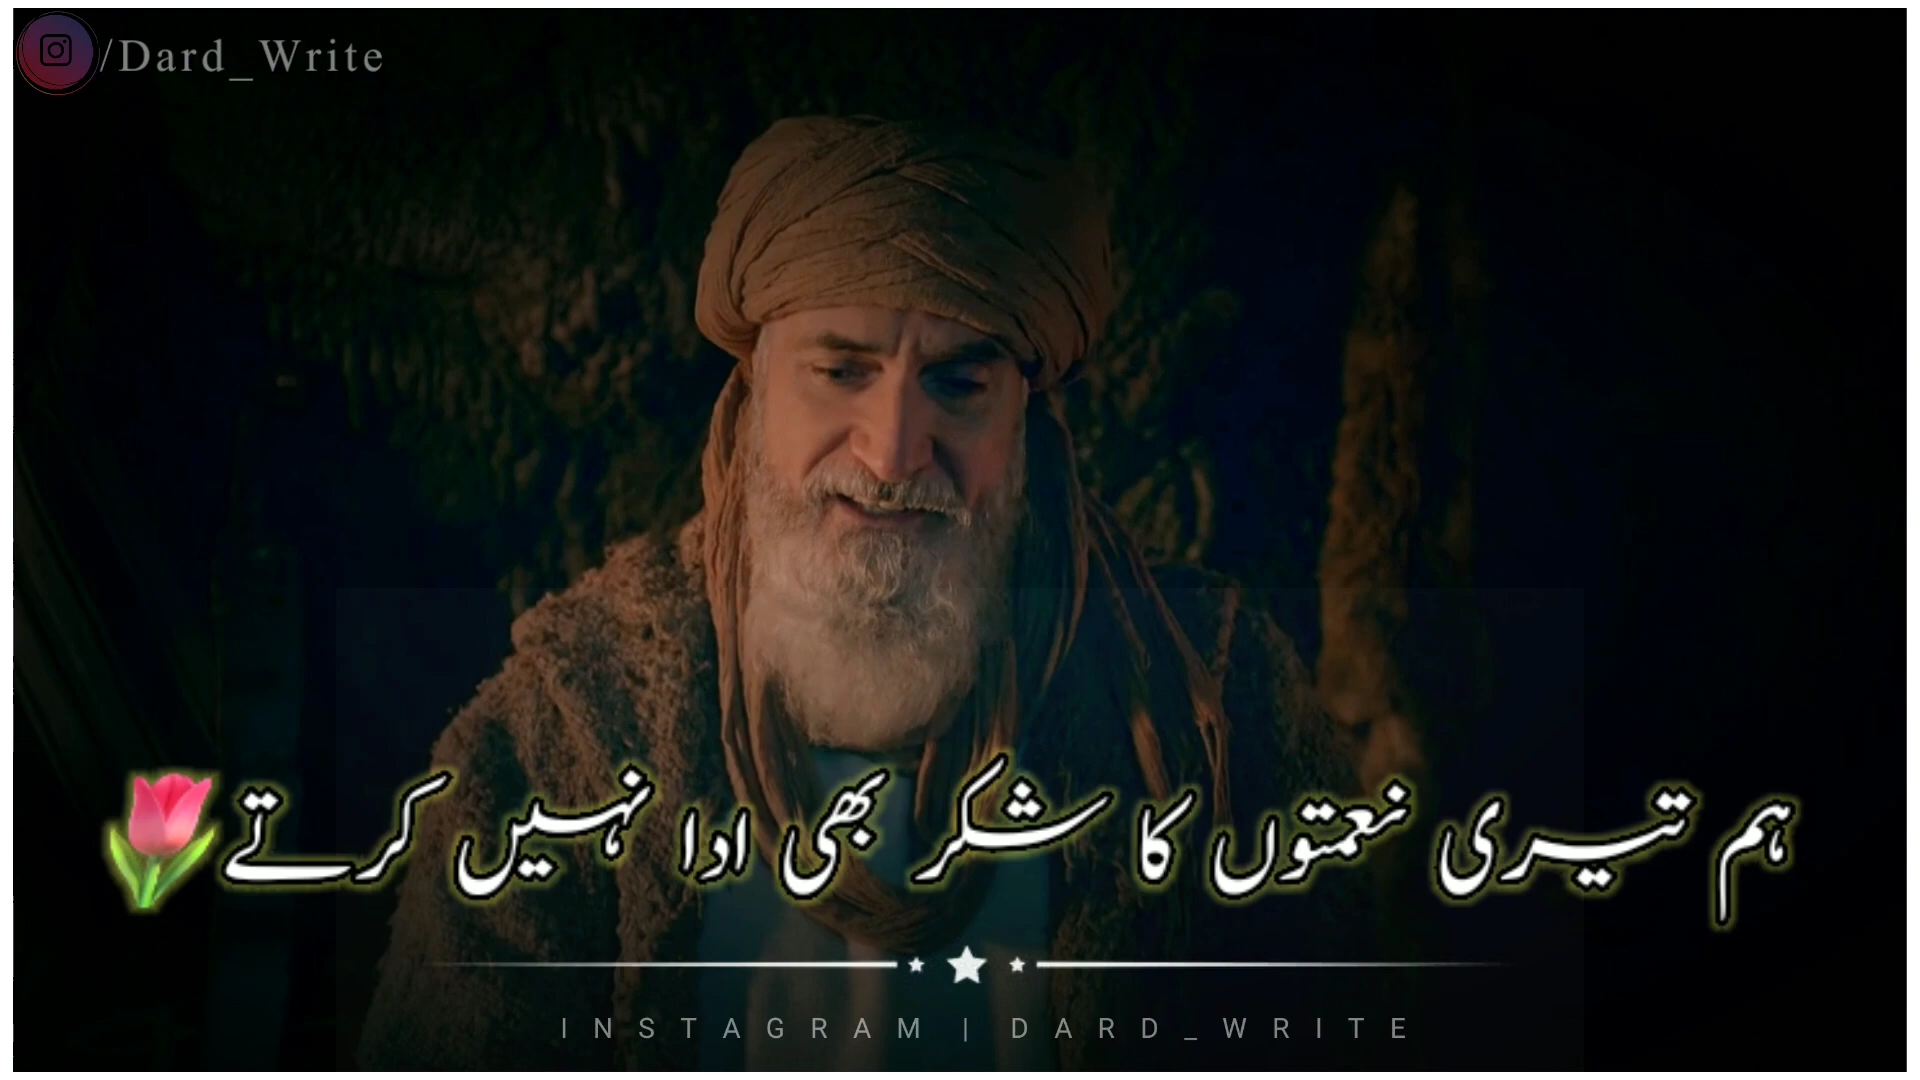 /Dard_Write
ہم تیری نعمتوں کا شکر بھی ادا نہیں کرتے🌷
INSTAGRAM | DARD_WRITE